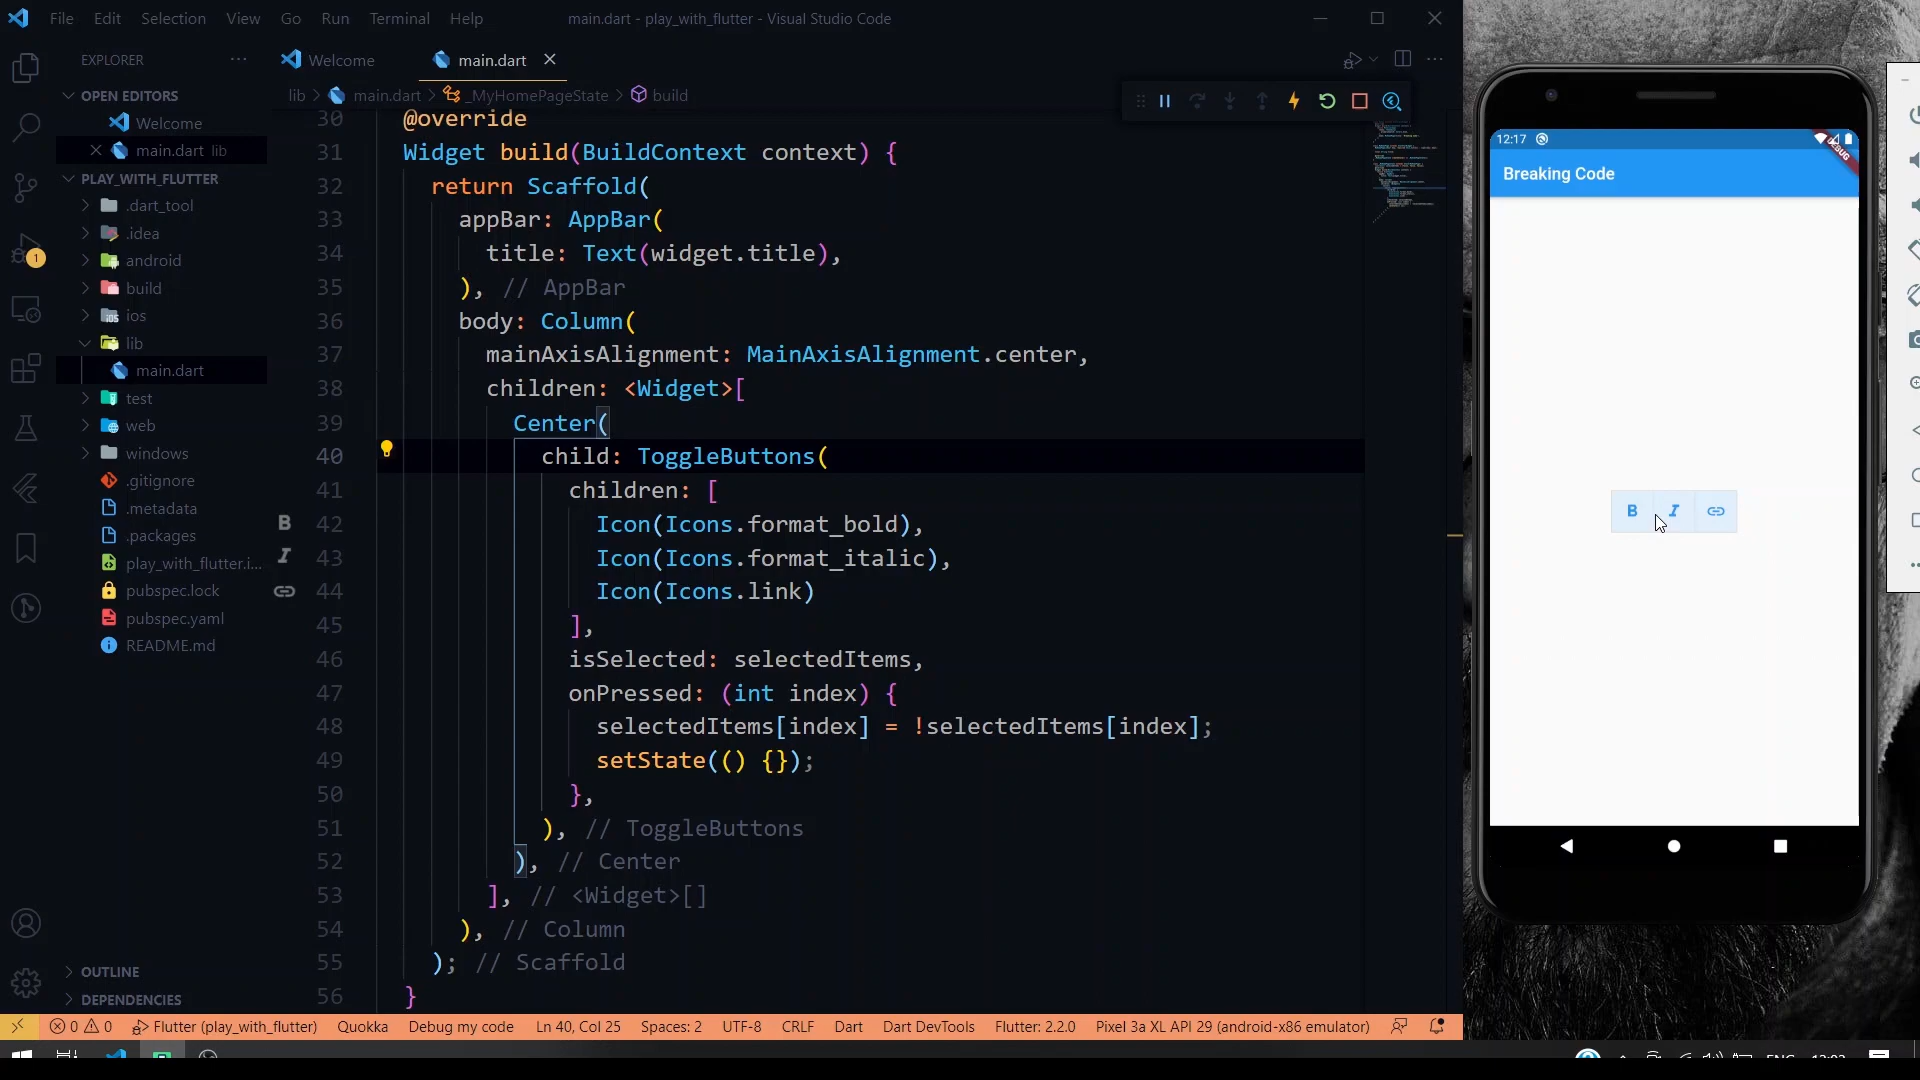 File Edit Selection View Go Run Terminal Help
main.dart - play_with_flutter - Visual Studio Code
EXPLORER
OPEN EDITORS
Welcome
main.dart lib
PLAY_WITH_FLUTTER
.dart_tool
.idea
android
build
ios
lib
main.dart
test
web
windows
.gitignore
.metadata
.packages
play_with_flutter.i...
pubspec.lock
pubspec.yaml
README.md
OUTLINE
DEPENDENCIES
1
Welcome
main.dart
lib > main.dart > _MyHomePageState > build
30 @override
31 Widget build(BuildContext context) {
32 return Scaffold(
33 appBar: AppBar(
34 title: Text(widget.title),
35 ), // AppBar
36 body: Column(
37 mainAxisAlignment: MainAxisAlignment.center,
38 children: <Widget>[
39 Center(
40 child: ToggleButtons(
41 children: [
42 Icon(Icons.format_bold),
43 Icon(Icons.format_italic),
44 Icon(Icons.link)
45 ],
46 isSelected: selectedItems,
47 onPressed: (int index) {
48 selectedItems[index] = !selectedItems[index];
49 setState(() {});
50 },
51 ), // ToggleButtons
52 ), // Center
53 ], // <Widget>[]
54 ), // Column
55 ); // Scaffold
56 }
0 0 Flutter (play_with_flutter) Quokka Debug my code Ln 40, Col 25 Spaces: 2 UTF-8 CRLF Dart Dart DevTools Flutter: 2.2.0 Pixel 3a XL API 29 (android-x86 emulator)
12:17
DEBUG
Breaking Code
B I
ENG